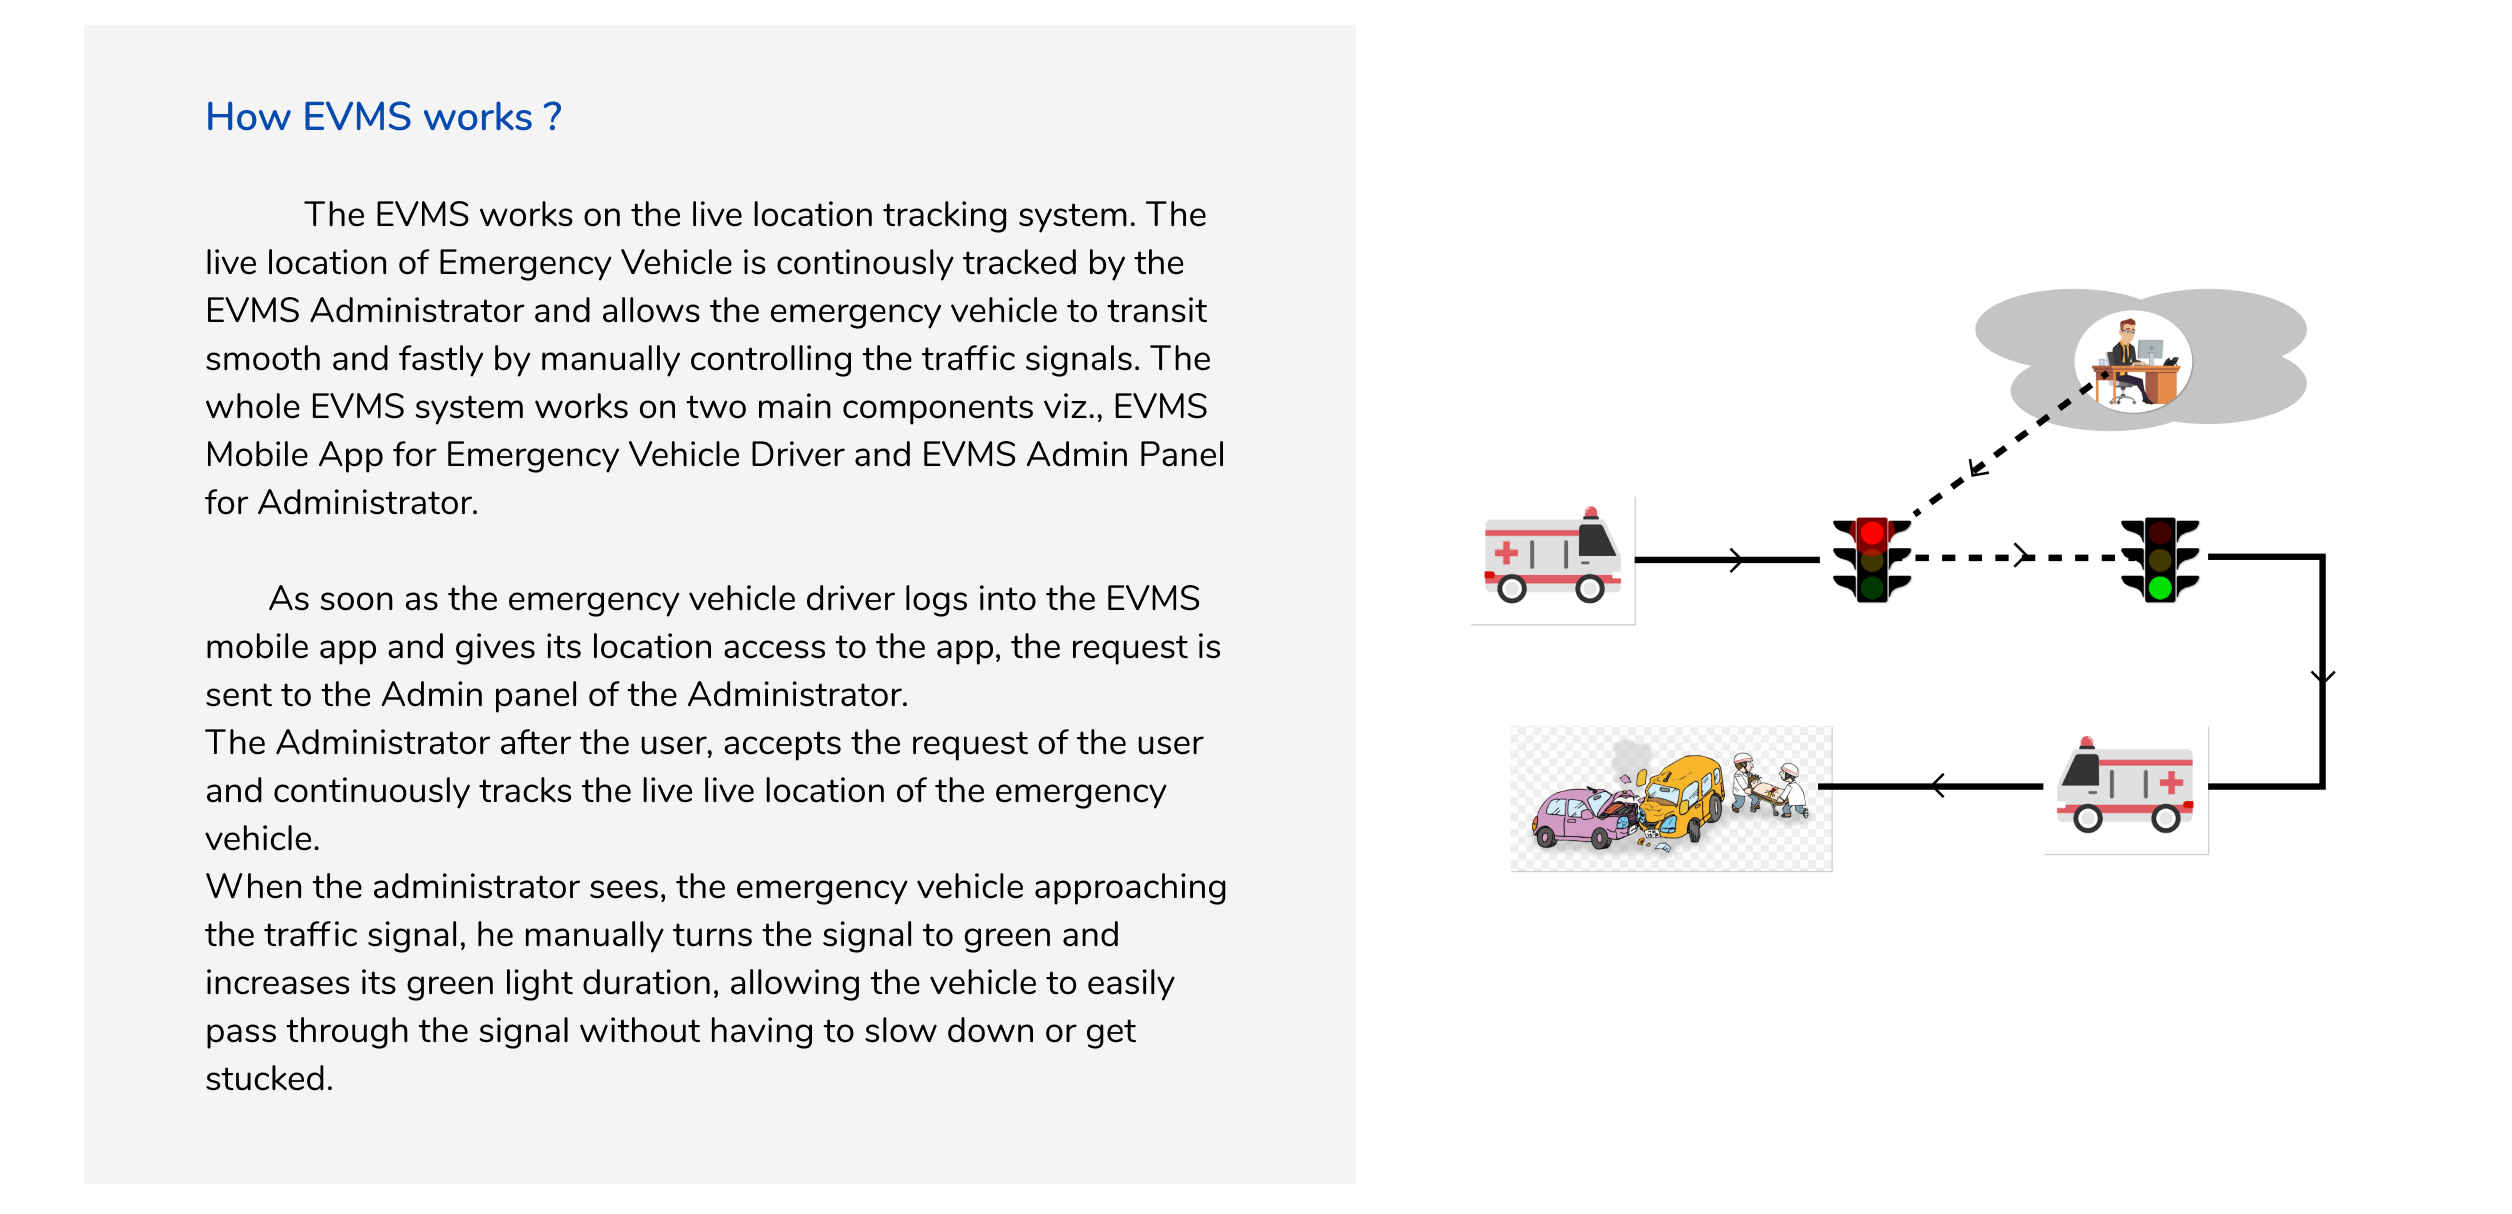 How EVMS works ?
The EVMS works on the live location tracking system. The
live location of Emergency Vehicle is continously tracked by the
EVMS Administrator and allows the emergency vehicle to transit
smooth and fastly by manually controlling the traffic signals. The
whole EVMS system works on two main components viz., EVMS
Mobile App for Emergency Vehicle Driver and EVMS Admin Panel
for Administrator.
As soon as the emergency vehicle driver logs into the EVMS
mobile app and gives its location access to the app, the request is
sent to the Admin panel of the Administrator.
The Administrator after the user, accepts the request of the user
and continuously tracks the live live location of the emergency
vehicle.
When the administrator sees, the emergency vehicle approaching
the traffic signal, he manually turns the signal to green and
increases its green light duration, allowing the vehicle to easily
pass through the signal without having to slow down or get
stucked.